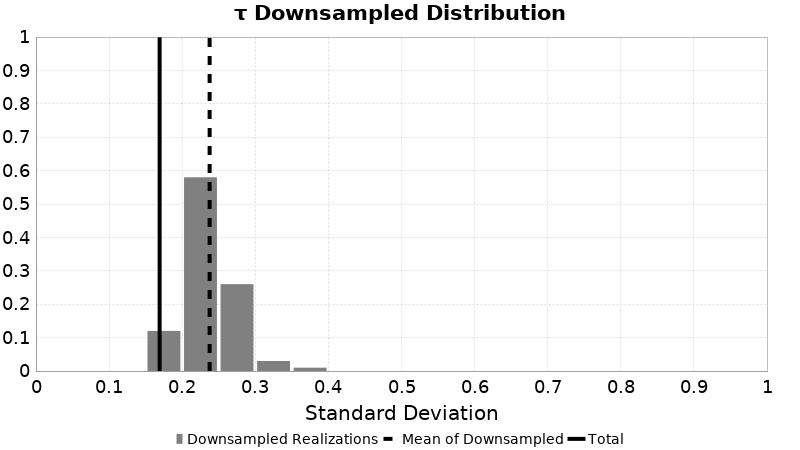 τ Downsampled Distribution
1
0.9
0.8
0.7
0.6
0.5
0.4
0.3
0.2
0.1
0
0 0.1 0.2 0.3 0.4 0.5 0.6 0.7 0.8 0.9 1
Standard Deviation
Downsampled Realizations Mean of Downsampled Total